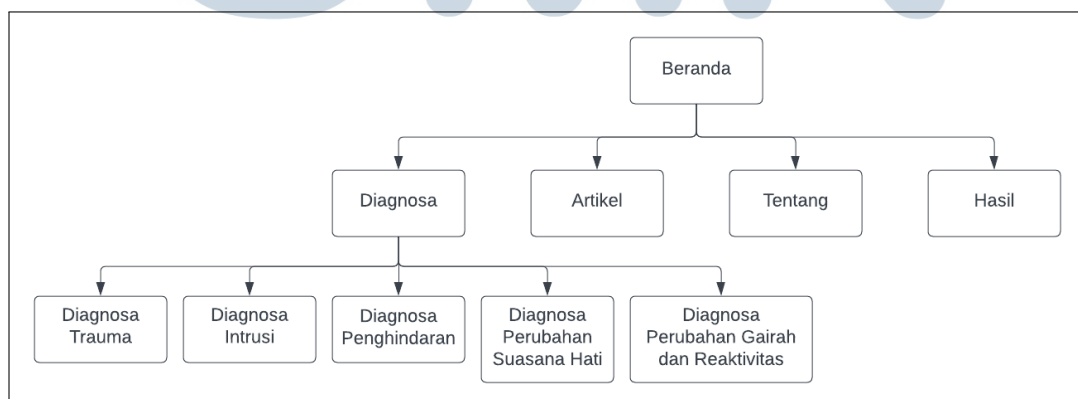 Beranda
Diagnosa
Artikel
Tentang
Hasil
Diagnosa
Trauma
Diagnosa
Intrusi
Diagnosa
Penghindaran
Diagnosa
Perubahan
Suasana Hati
Diagnosa
Perubahan Gairah
dan Reaktivitas